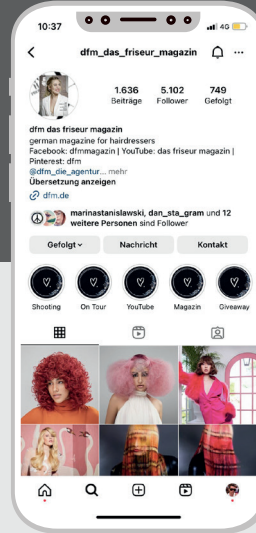 10:37
4G
dfm_das_friseur_magazin
1.636 5.102 749
Beiträge Follower Gefolgt
dfm das friseur magazin
german magazine for hairdressers
Facebook: dfmmagazin | YouTube: das friseur magazin |
Pinterest: dfm
@dfm_die_agentur... mehr
Übersetzung anzeigen
dfm.de
marinastanislawski, dan_sta_gram und 12
weitere Personen sind Follower
Gefolgt Nachricht Kontakt
Shooting On Tour YouTube Magazin Giveaway